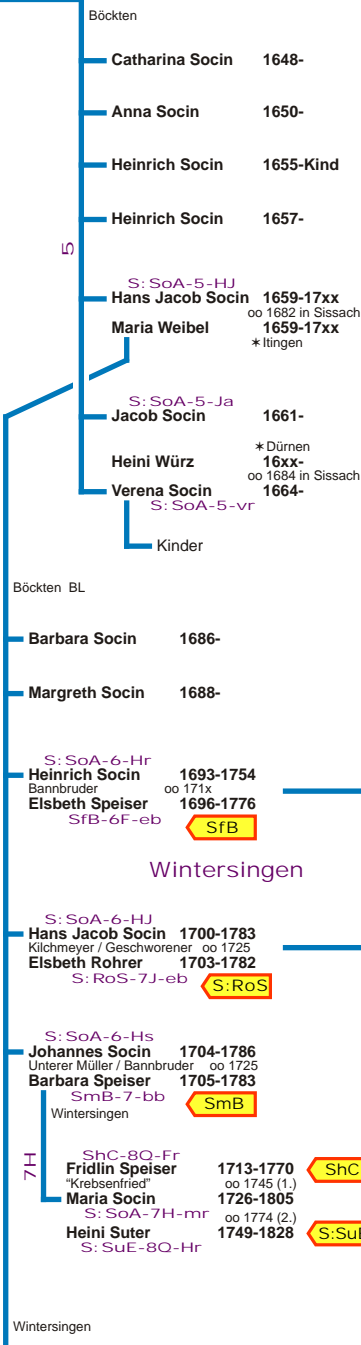 Böckten
Catharina Socin 1648-
Anna Socin 1650-
Heinrich Socin 1655-Kind
Heinrich Socin 1657-
5
S:SoA-5-HJ
Hans Jacob Socin 1659-17xx
oo 1682 in Sissach
Maria Weibel 1659-17xx
✶Itingen
S:SoA-5-Ja
Jacob Socin 1661-
✶Dürnen
Heini Würz 16xx-
oo 1684 in Sissach
Verena Socin 1664-
S:SoA-5-vr
Kinder
Böckten BL
Barbara Socin 1686-
Margreth Socin 1688-
S:SoA-6-Hr
Heinrich Socin 1693-1754
Bannbruder oo 171x
Elsbeth Speiser 1696-1776
SfB-6F-eb SfB
Wintersingen
S:SoA-6-HJ
Hans Jacob Socin 1700-1783
Kilchmeyer / Geschworener oo 1725
Elsbeth Rohrer 1703-1782
S:RoS-7J-eb S:RoS
S:SoA-6-Hs
Johannes Socin 1704-1786
Unterer Müller / Bannbruder oo 1725
Barbara Speiser 1705-1783
SmB-7-bb SmB
Wintersingen
7H
ShC-8Q-Fr
Fridlin Speiser 1713-1770 ShC
"Krebsenfried" oo 1745 (1.)
Maria Socin 1726-1805
S:SoA-7H-mr oo 1774 (2.)
Heini Suter 1749-1828 S:SuE
S:SuE-8Q-Hr
Wintersingen